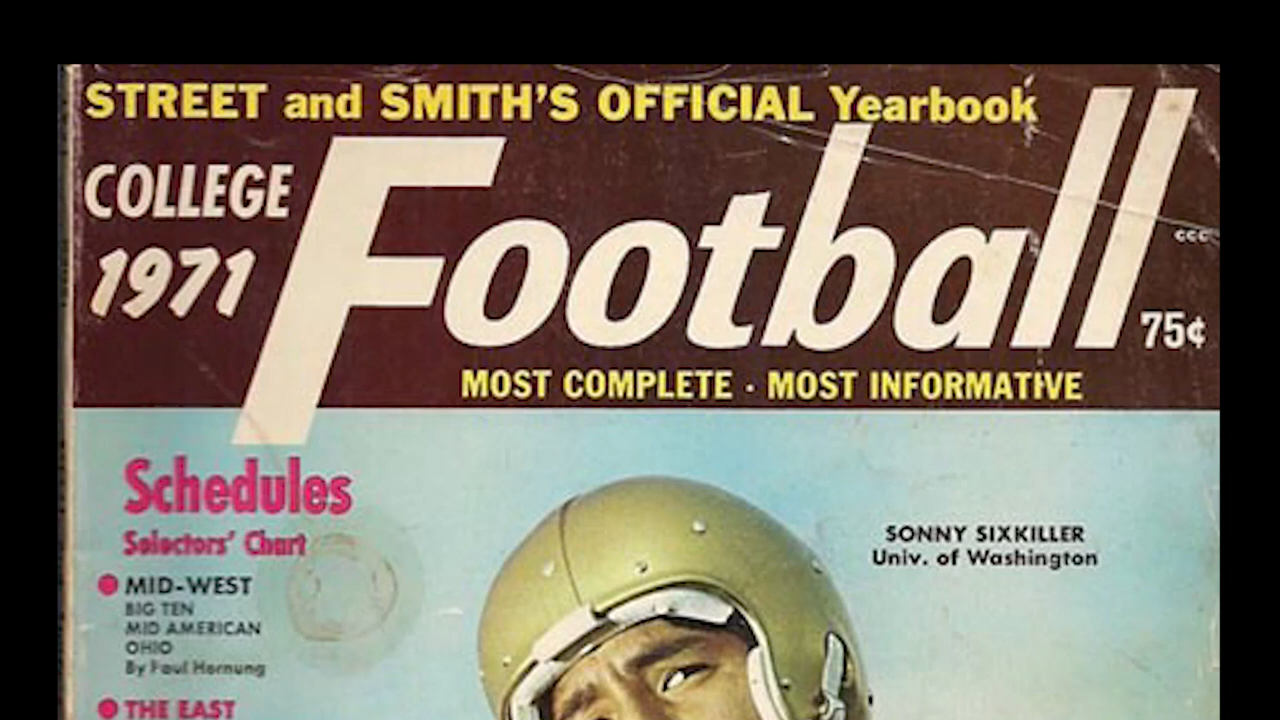 STREET and SMITH'S OFFICIAL Yearbook
COLLEGE
1971
Football
ccc
75¢
MOST COMPLETE · MOST INFORMATIVE
Schedules
Selectors' Chart
SONNY SIXKILLER
Univ. of Washington
MID-WEST
BIG TEN
MID AMERICAN
OHIO
By Paul Hornung
THE EAST